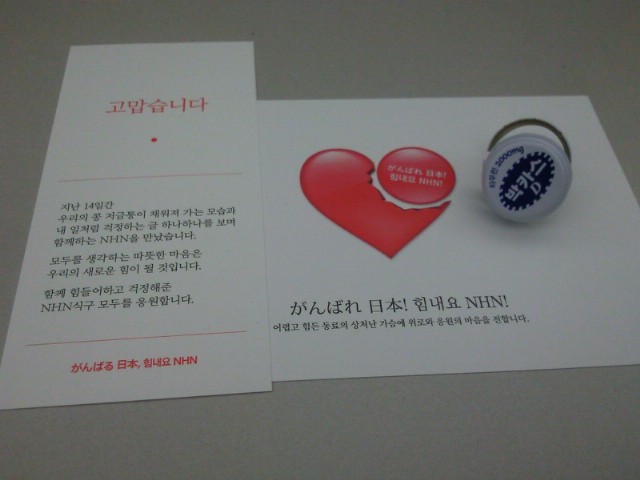 고맙습니다
지난 14일간
우리의 콩 저금통이 채워져 가는 모습과
내 일처럼 걱정하는 글 하나하나를 보며
함께하는 NHN을 만났습니다.
모두를 생각하는 따뜻한 마음은
우리의 새로운 힘이 될 것입니다.
함께 힘들어하고 걱정해준
NHN식구 모두를 응원합니다.
がんばる 日本, 힘내요 NHN
がんばれ 日本!
힘내요 NHN!
타우린 2000mg
박카스
D
がんばれ 日本! 힘내요 NHN!
어렵고 힘든 동료의 상처난 가슴에 위로와 응원의 마음을 전합니다.